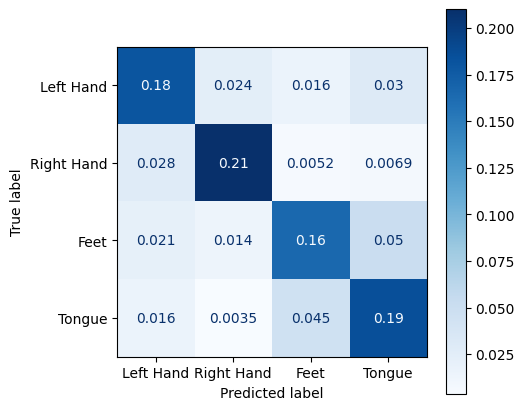 Left Hand 0.18 0.024 0.016 0.03
Right Hand 0.028 0.21 0.0052 0.0069
Feet 0.021 0.014 0.16 0.05
Tongue 0.016 0.0035 0.045 0.19
True label
Left Hand Right Hand Feet Tongue
Predicted label
0.200
0.175
0.150
0.125
0.100
0.075
0.050
0.025